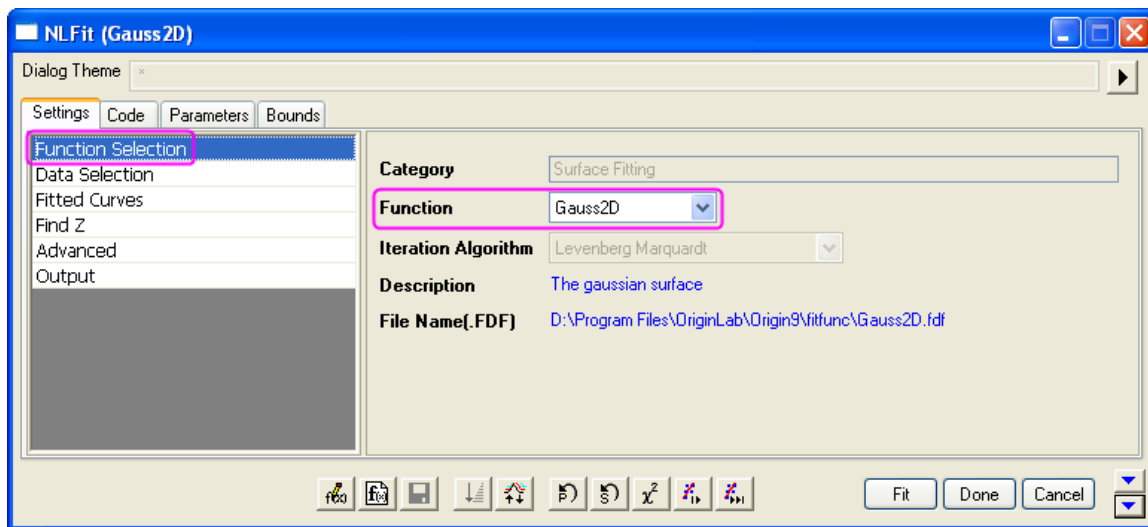 NLFit (Gauss2D)
Dialog Theme *
Settings Code Parameters Bounds
Function Selection
Data Selection
Fitted Curves
Find Z
Advanced
Output
Category Surface Fitting
Function Gauss2D
Iteration Algorithm Levenberg Marquardt
Description The gaussian surface
File Name(.FDF) D:\Program Files\OriginLab\Origin9\fitfunc\Gauss2D.fdf
Fit Done Cancel